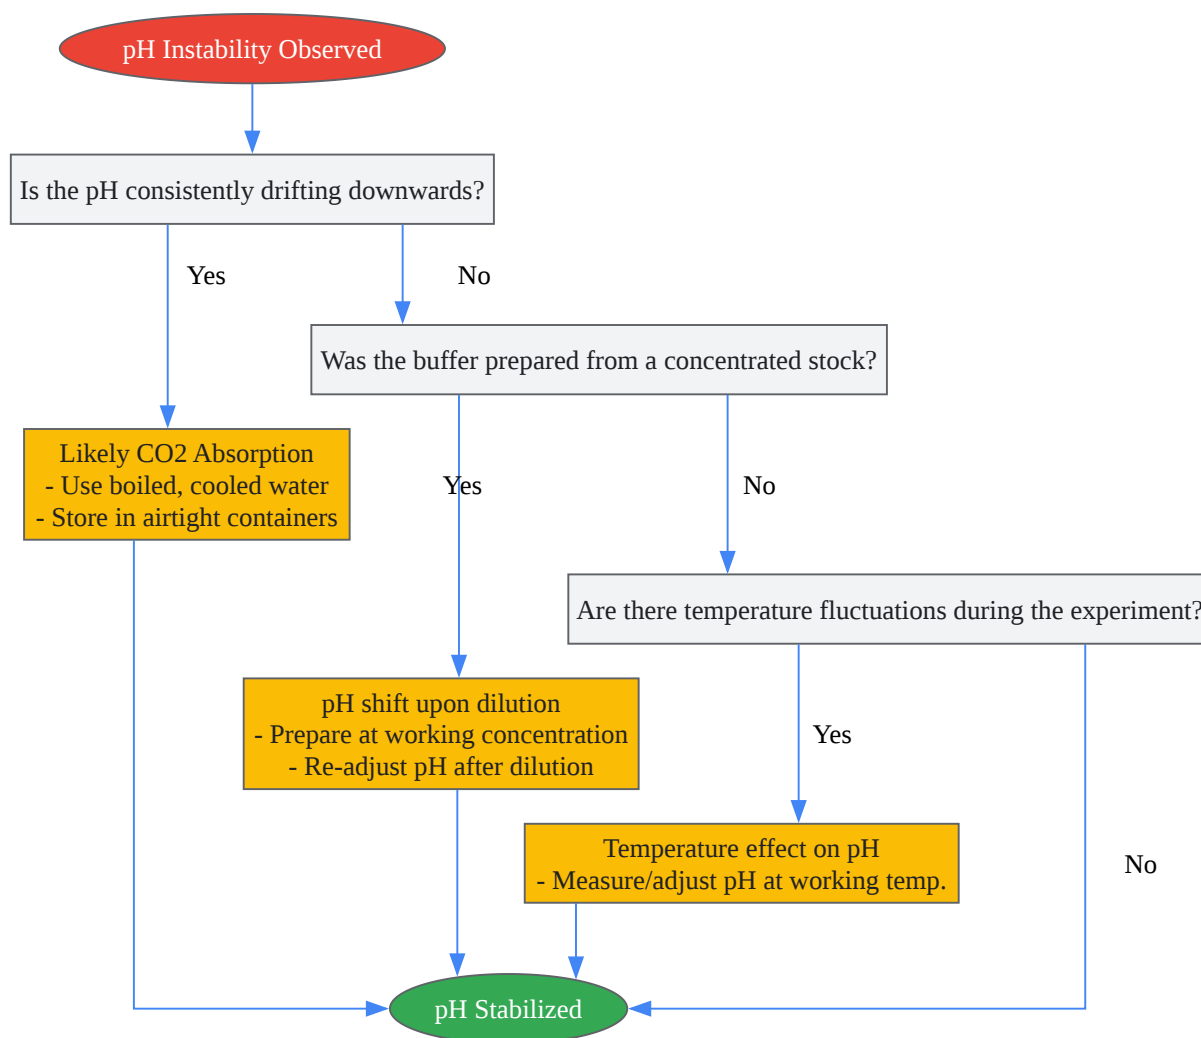 pH Instability Observed
Is the pH consistently drifting downwards?
Yes
No
Was the buffer prepared from a concentrated stock?
Likely CO2 Absorption
- Use boiled, cooled water
- Store in airtight containers
Yes
No
Are there temperature fluctuations during the experiment?
pH shift upon dilution
- Prepare at working concentration
- Re-adjust pH after dilution
Yes
Temperature effect on pH
- Measure/adjust pH at working temp.
No
pH Stabilized